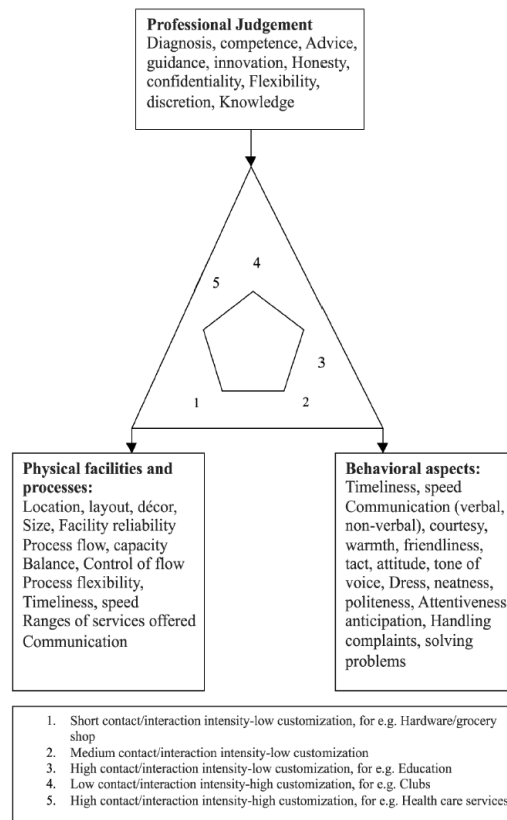 Professional Judgement
Diagnosis, competence, Advice,
guidance, innovation, Honesty,
confidentiality, Flexibility,
discretion, Knowledge
4
5
3
1
2
Physical facilities and
processes:
Location, layout, décor,
Size, Facility reliability
Process flow, capacity
Balance, Control of flow
Process flexibility,
Timeliness, speed
Ranges of services offered
Communication
Behavioral aspects:
Timeliness, speed
Communication (verbal,
non-verbal), courtesy,
warmth, friendliness,
tact, attitude, tone of
voice, Dress, neatness,
politeness, Attentiveness
anticipation, Handling
complaints, solving
problems
1. Short contact/interaction intensity-low customization, for e.g. Hardware/grocery
shop
2. Medium contact/interaction intensity-low customization
3. High contact/interaction intensity-low customization, for e.g. Education
4. Low contact/interaction intensity-high customization, for e.g. Clubs
5. High contact/interaction intensity-high customization, for e.g. Health care services